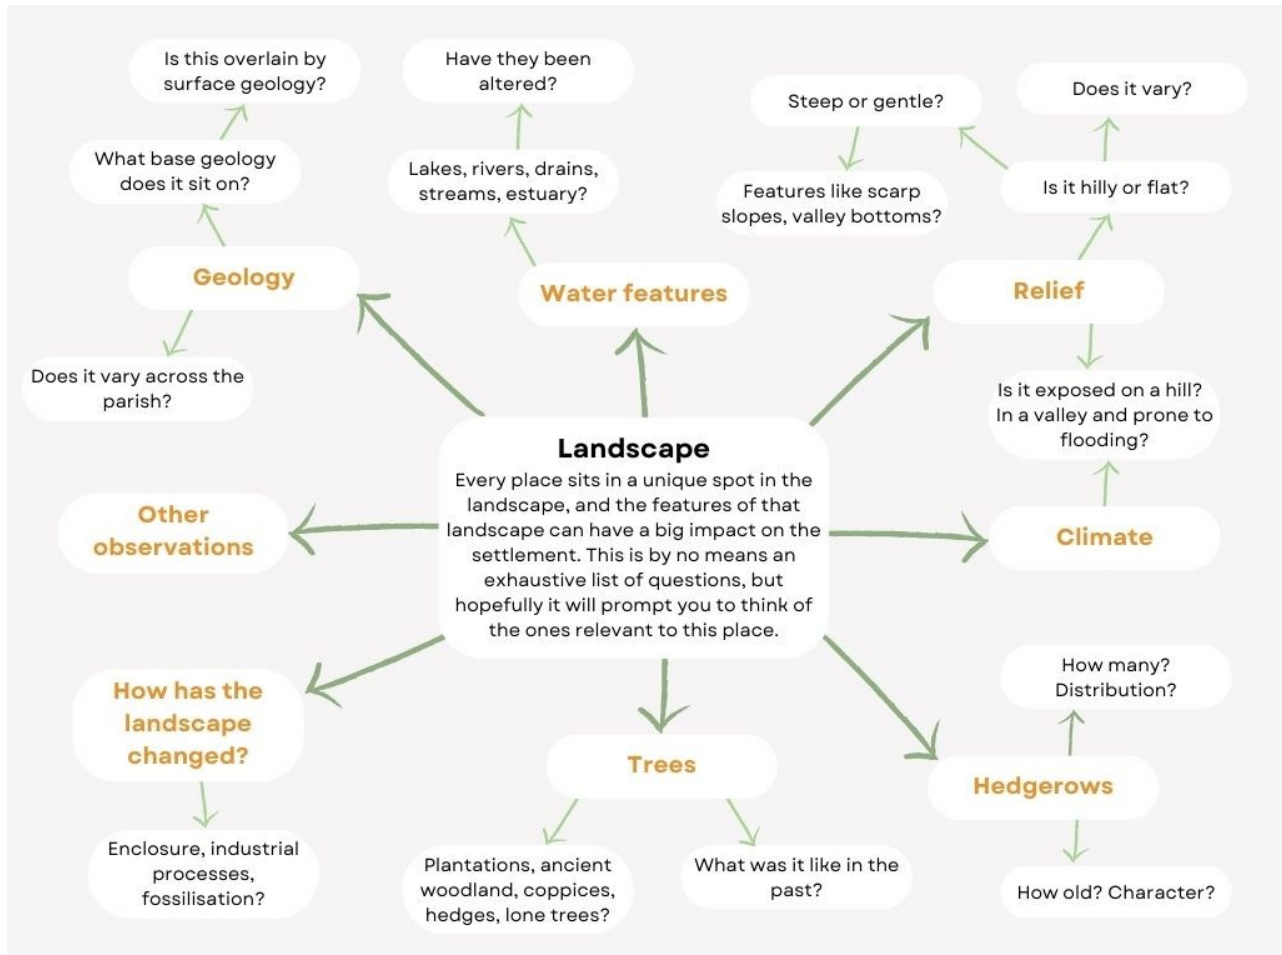 Is this overlain by
surface geology?
Have they been
altered?
Steep or gentle?
Does it vary?
What base geology
does it sit on?
Lakes, rivers, drains,
streams, estuary?
Features like scarp
slopes, valley bottoms?
Is it hilly or flat?
Geology
Water features
Relief
Does it vary across the
parish?
Is it exposed on a hill?
In a valley and prone to
flooding?
Landscape
Every place sits in a unique spot in the
landscape, and the features of that
landscape can have a big impact on the
settlement. This is by no means an
exhaustive list of questions, but
hopefully it will prompt you to think of
the ones relevant to this place.
Other
observations
Climate
How has the
landscape
changed?
Trees
How many?
Distribution?
Hedgerows
Enclosure, industrial
processes,
fossilisation?
Plantations, ancient
woodland, coppices,
hedges, lone trees?
What was it like in the
past?
How old? Character?